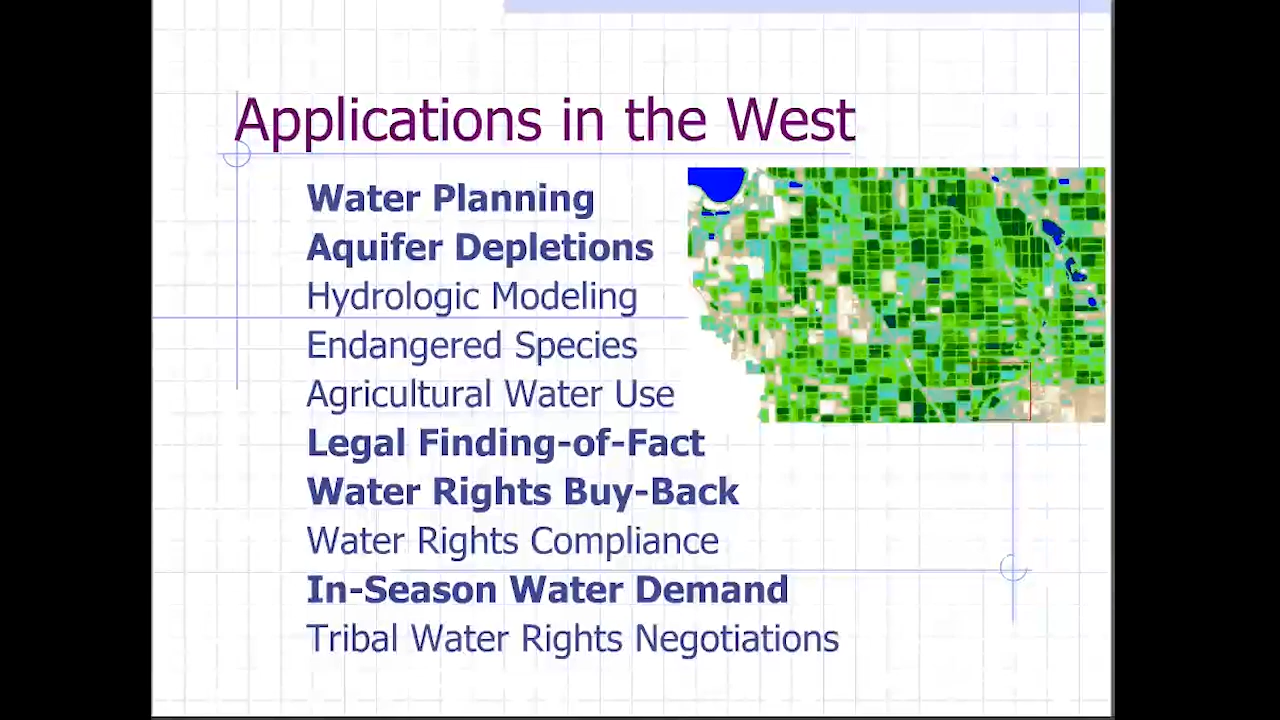 Applications in the West
Water Planning
Aquifer Depletions
Hydrologic Modeling
Endangered Species
Agricultural Water Use
Legal Finding-of-Fact
Water Rights Buy-Back
Water Rights Compliance
In-Season Water Demand
Tribal Water Rights Negotiations